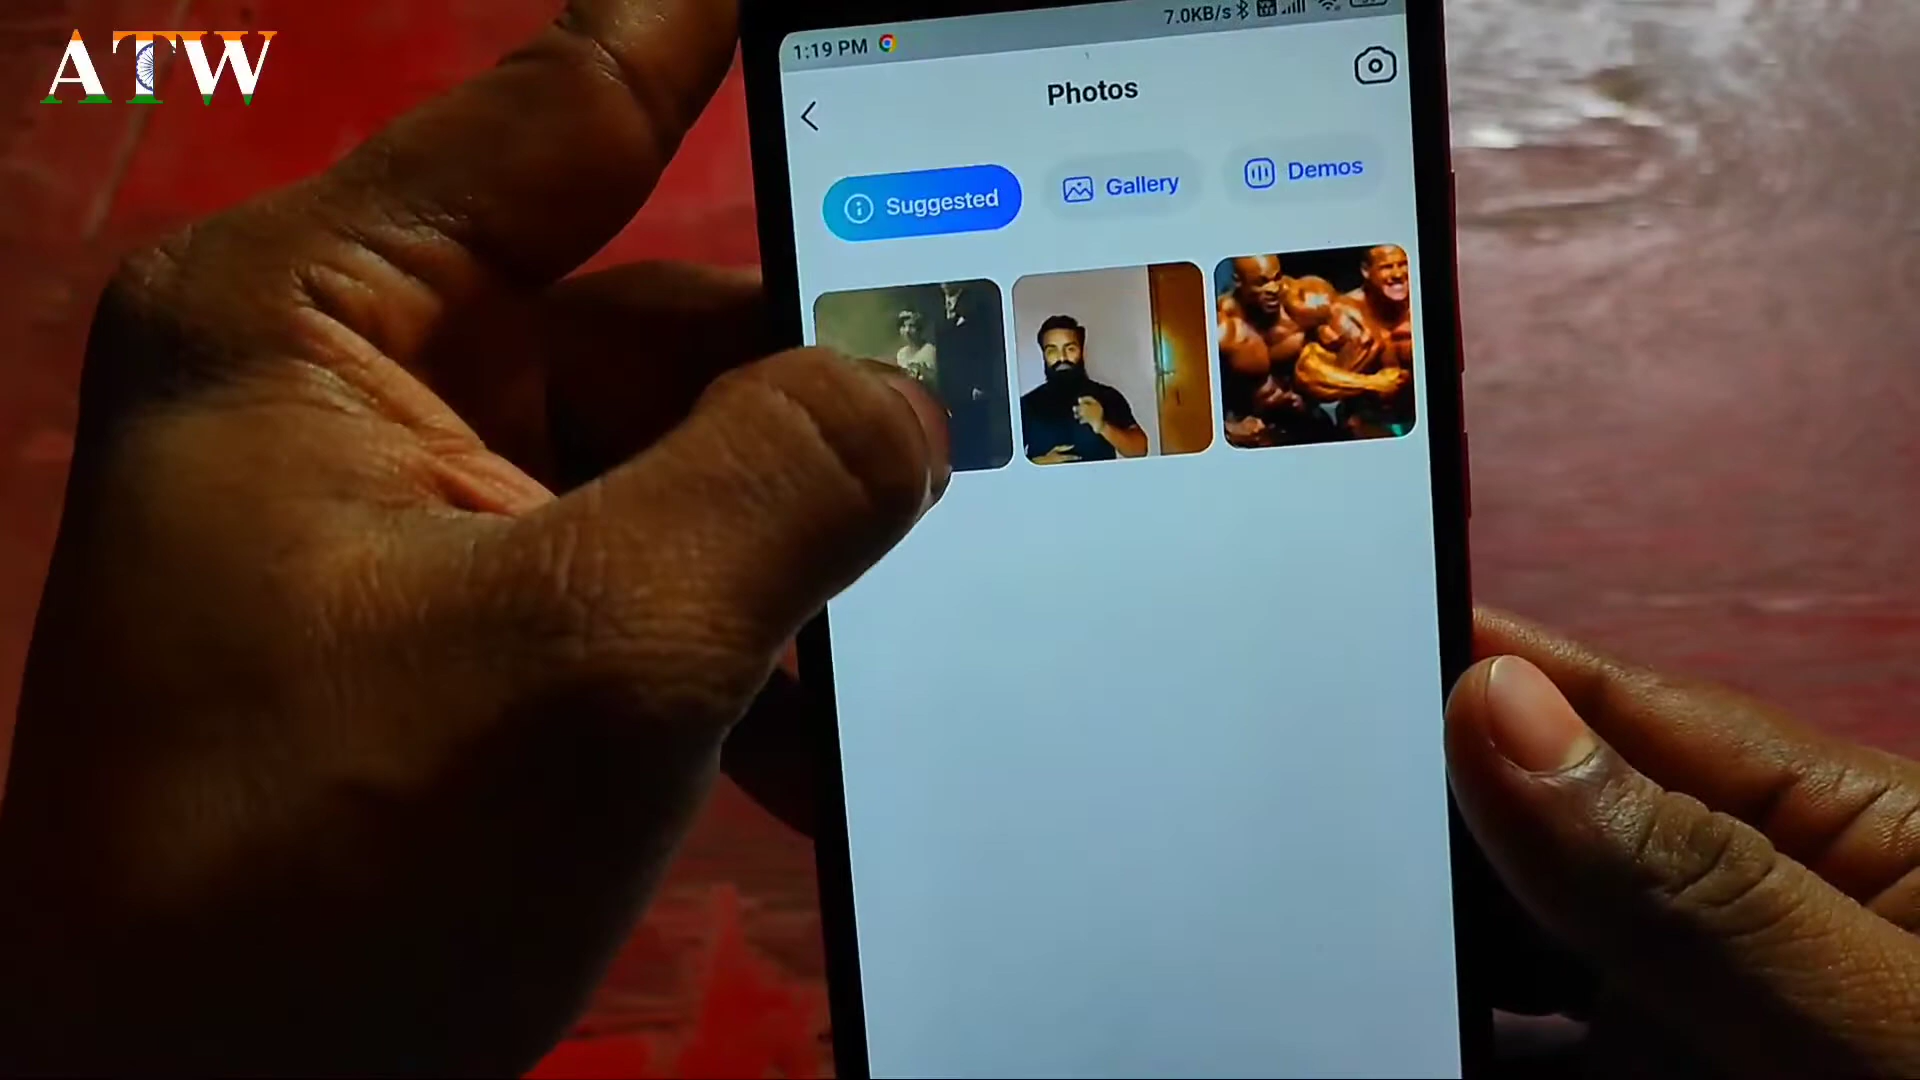 ATW
1:19 PM
7.0KB/s
Photos
Suggested
Gallery
Demos